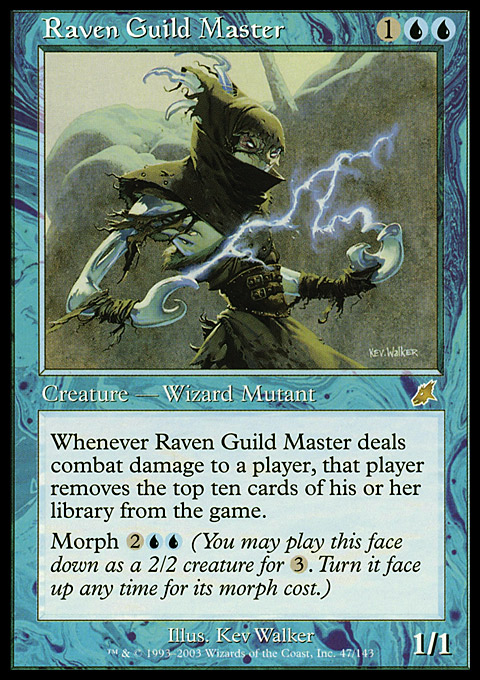 Raven Guild Master 1
KEV.WALKER
Creature — Wizard Mutant
Whenever Raven Guild Master deals
combat damage to a player, that player
removes the top ten cards of his or her
library from the game.
Morph 2 (You may play this face
down as a 2/2 creature for 3. Turn it face
up any time for its morph cost.)
Illus. Kev Walker
1/1
™ & © 1993-2003 Wizards of the Coast, Inc. 47/143